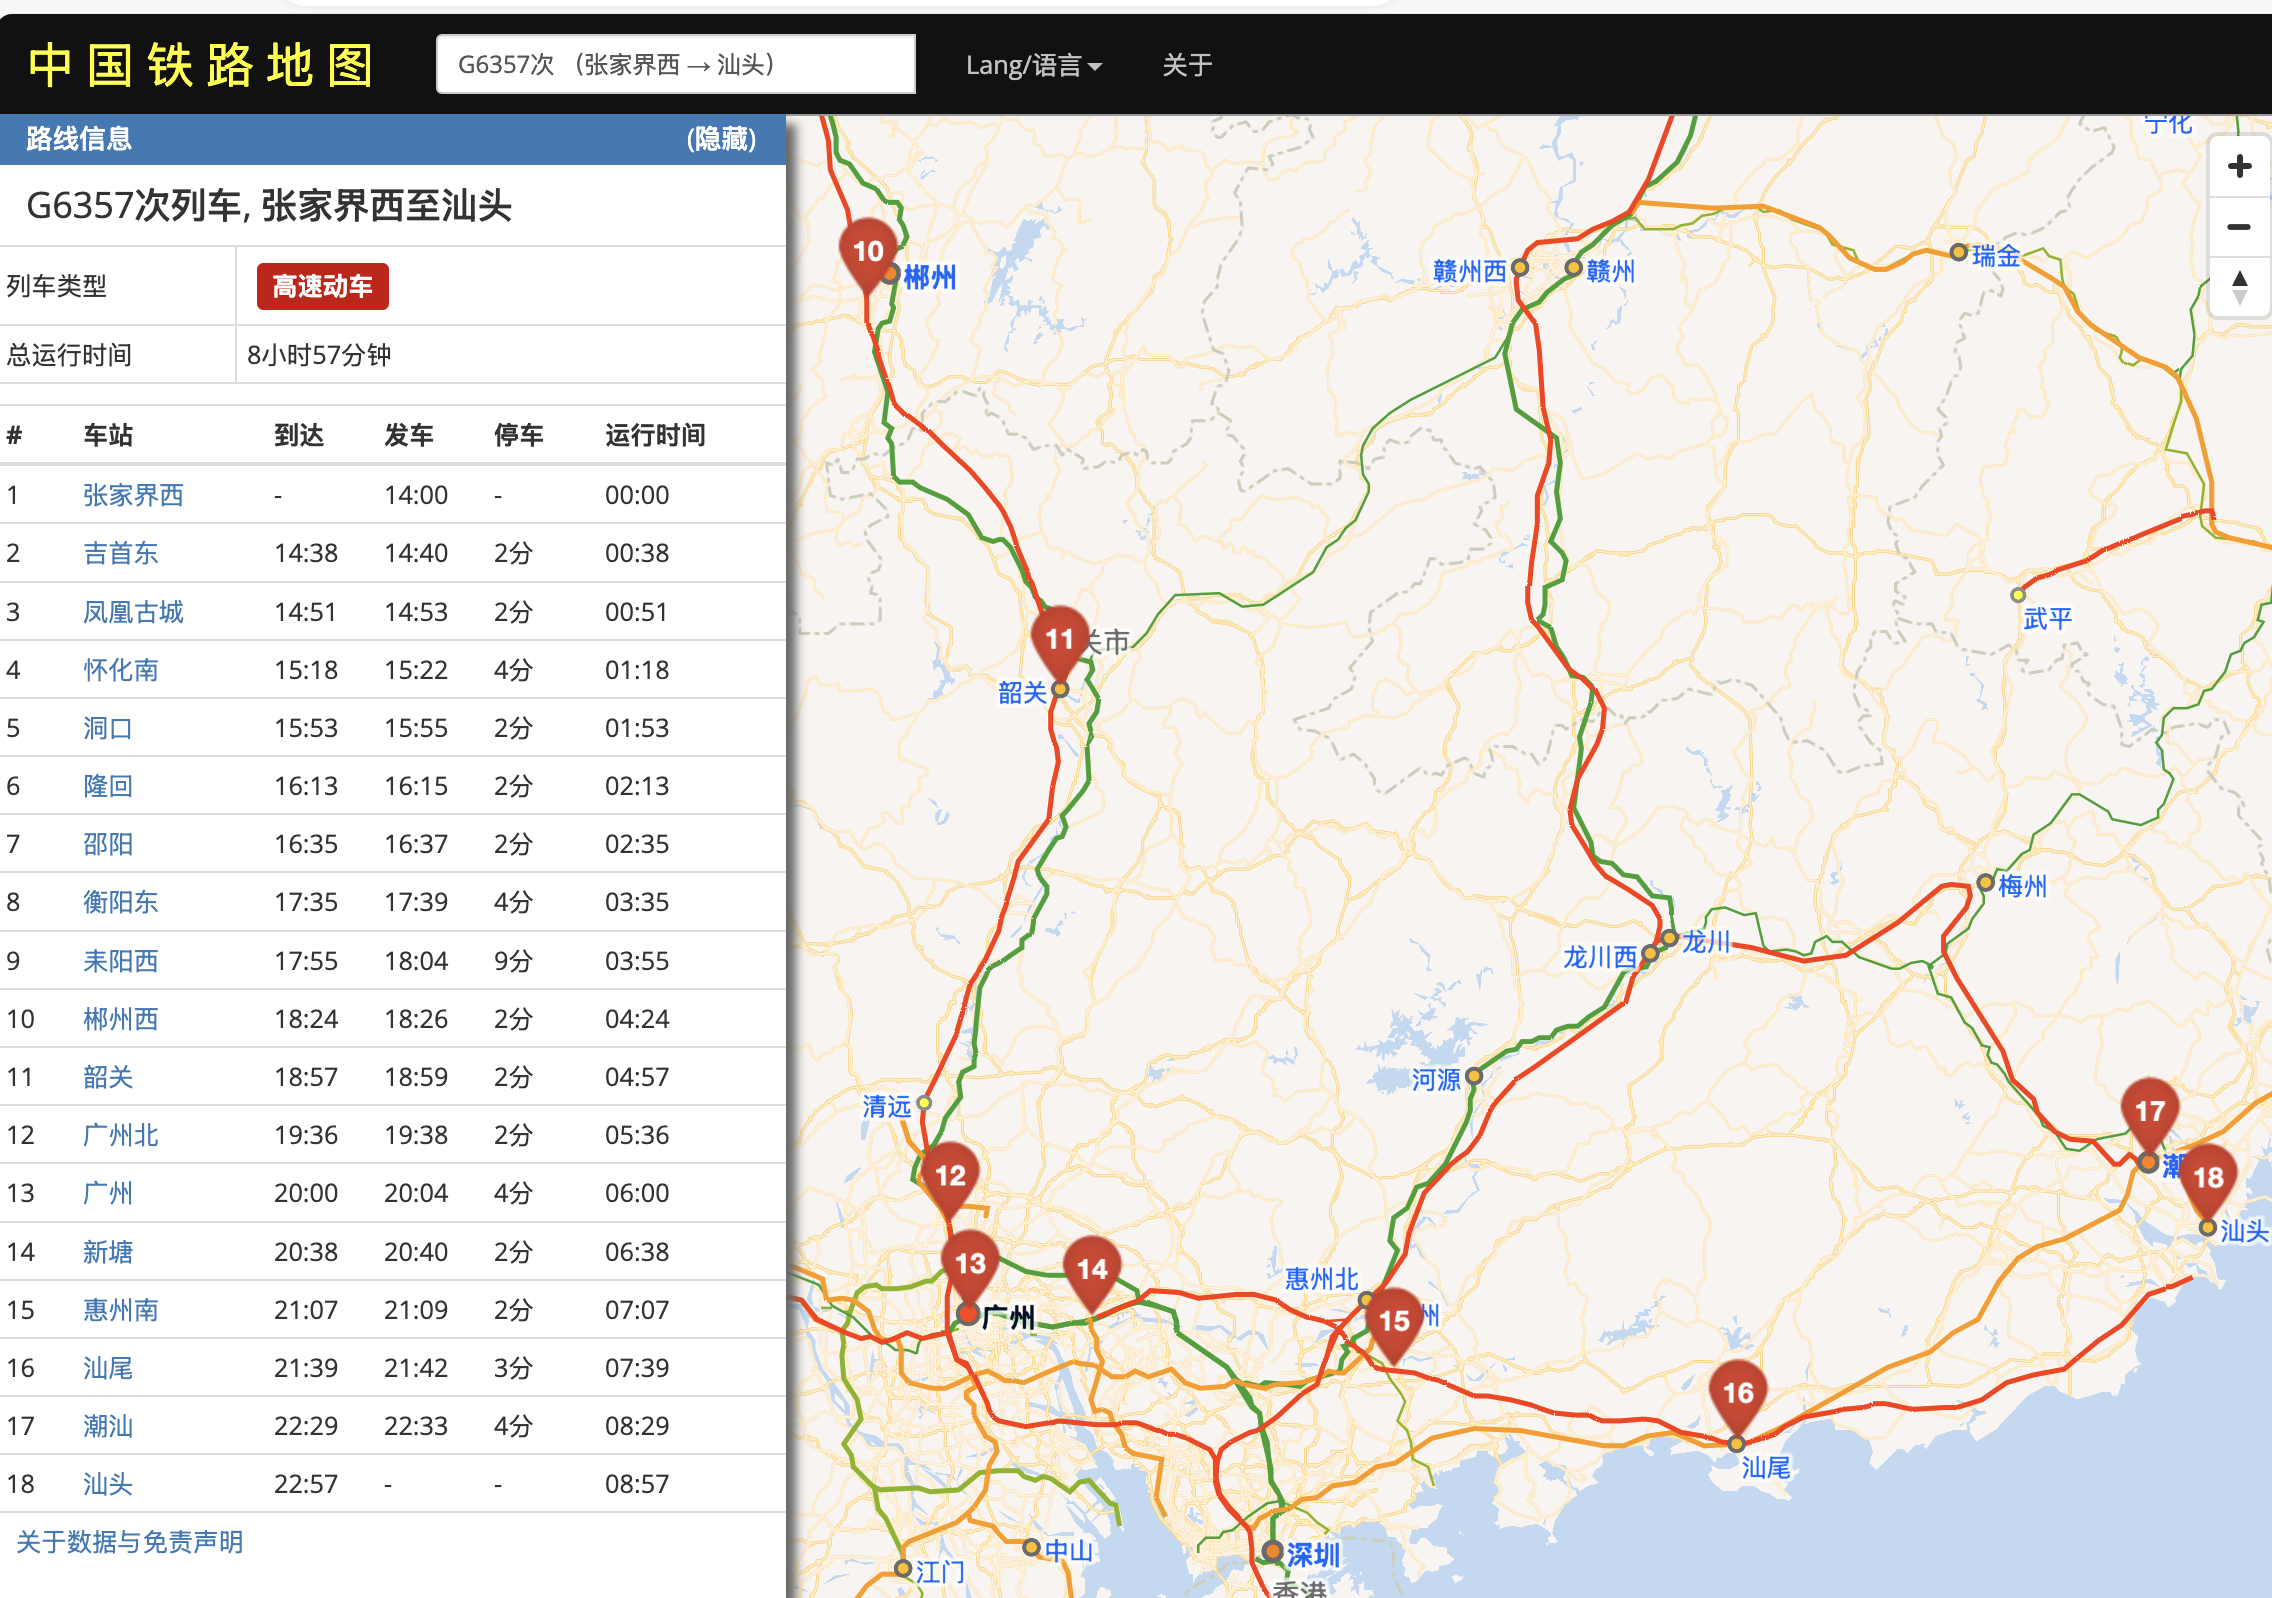 中国铁路地图
G6357次 （张家界西 → 汕头）
Lang/语言
关于
路线信息
(隐藏)
G6357次列车, 张家界西至汕头
列车类型 高速动车
总运行时间 8小时57分钟
# 车站 到达 发车 停车 运行时间
1 张家界西 - 14:00 - 00:00
2 吉首东 14:38 14:40 2分 00:38
3 凤凰古城 14:51 14:53 2分 00:51
4 怀化南 15:18 15:22 4分 01:18
5 洞口 15:53 15:55 2分 01:53
6 隆回 16:13 16:15 2分 02:13
7 邵阳 16:35 16:37 2分 02:35
8 衡阳东 17:35 17:39 4分 03:35
9 耒阳西 17:55 18:04 9分 03:55
10 郴州西 18:24 18:26 2分 04:24
11 韶关 18:57 18:59 2分 04:57
12 广州北 19:36 19:38 2分 05:36
13 广州 20:00 20:04 4分 06:00
14 新塘 20:38 20:40 2分 06:38
15 惠州南 21:07 21:09 2分 07:07
16 汕尾 21:39 21:42 3分 07:39
17 潮汕 22:29 22:33 4分 08:29
18 汕头 22:57 - - 08:57
关于数据与免责声明
宁化
+
−
10
郴州
赣州西
赣州
瑞金
武平
11
关市
韶关
梅州
龙川西
龙川
河源
清远
17
潮
18
汕头
12
13
广州
14
惠州北
15
州
16
汕尾
中山
江门
深圳
香港